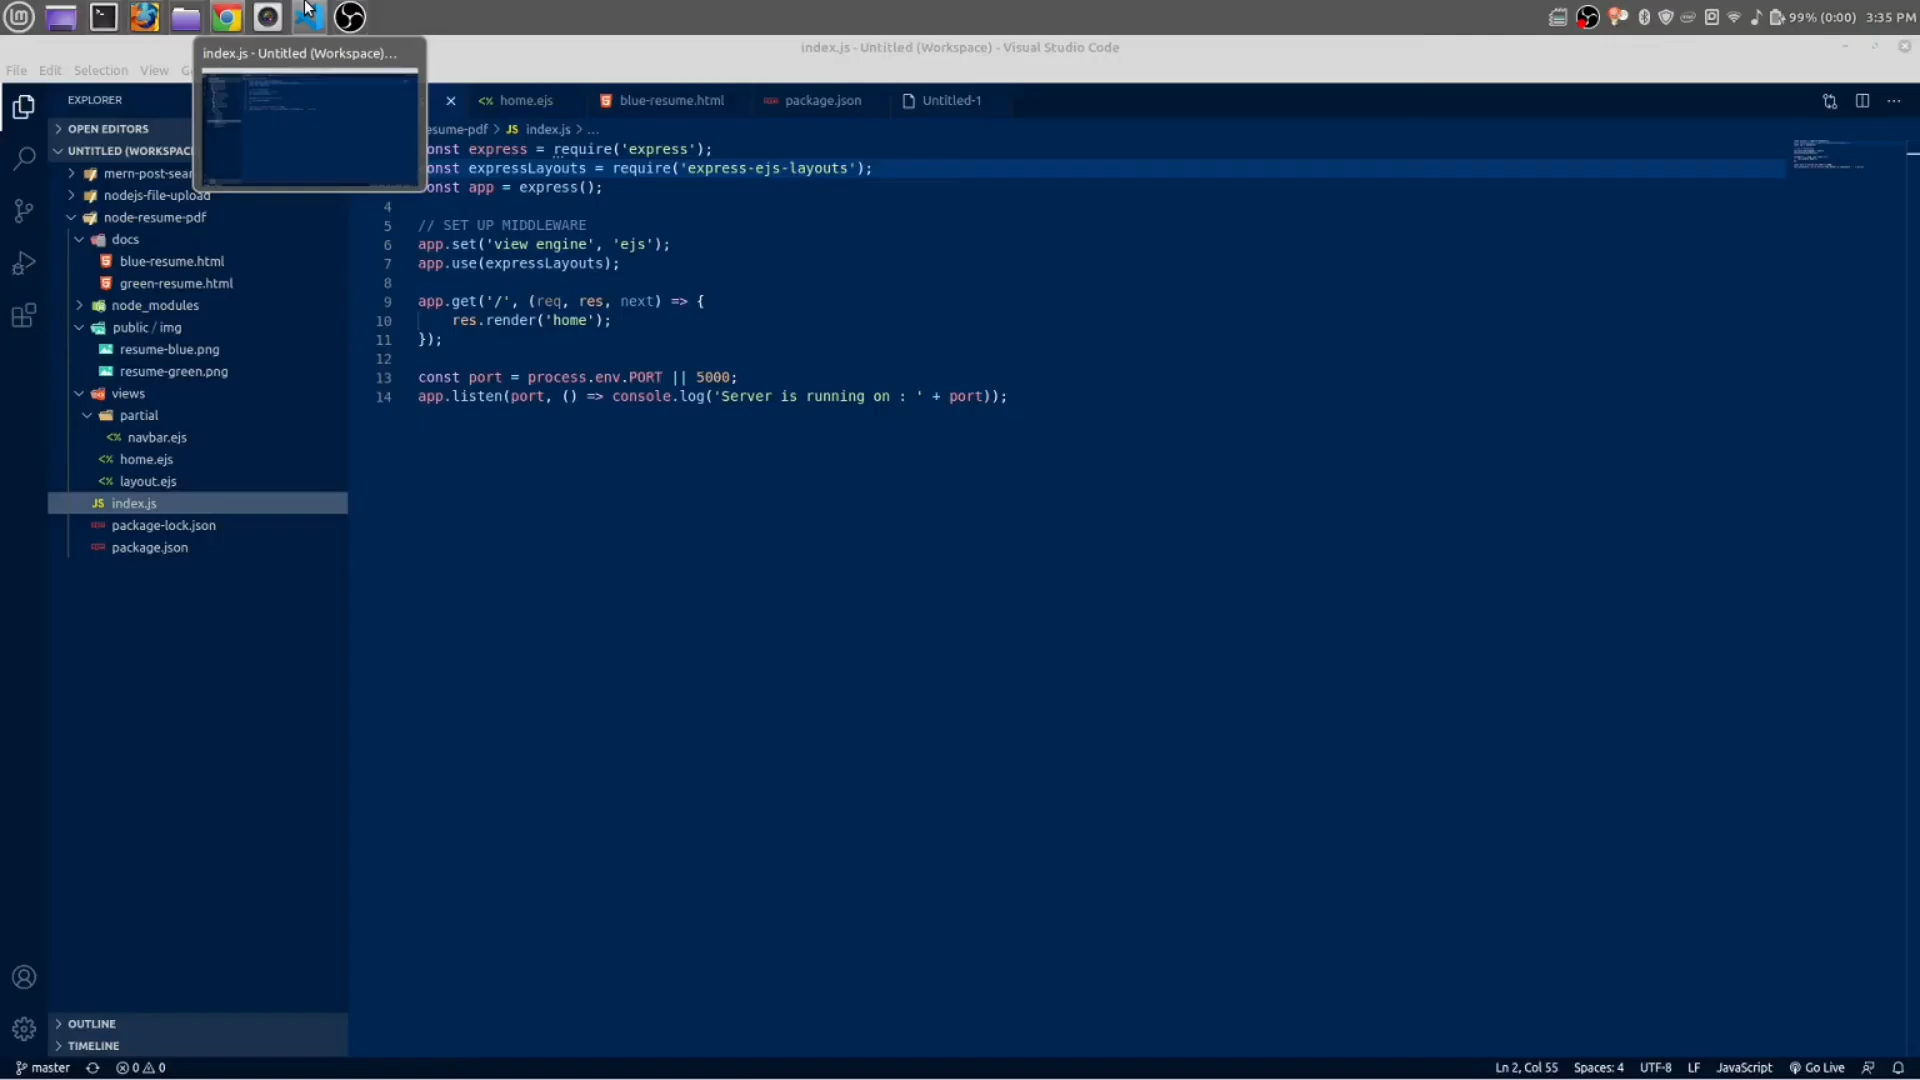 99% (0:00) 3:35 PM
index.js - Untitled (Workspace) - Visual Studio Code
index.js - Untitled (Workspace)...
File Edit Selection View
EXPLORER
home.ejs blue-resume.html package.json Untitled-1
OPEN EDITORS
esume-pdf > JS index.js > ...
UNTITLED (WORKSPAC
onst express = require('express');
mern-post-sear
onst expressLayouts = require('express-ejs-layouts');
nodejs-file-upload
onst app = express();
node-resume-pdf
4
docs
5 // SET UP MIDDLEWARE
6 app.set('view engine', 'ejs');
blue-resume.html
7 app.use(expressLayouts);
green-resume.html
8
node_modules
9 app.get('/', (req, res, next) => {
public / img
10 res.render('home');
resume-blue.png
11 });
resume-green.png
12
views
13 const port = process.env.PORT || 5000;
partial
14 app.listen(port, () => console.log('Server is running on : ' + port));
navbar.ejs
home.ejs
layout.ejs
JS index.js
package-lock.json
package.json
OUTLINE
TIMELINE
master 0 0 Ln 2, Col 55 Spaces: 4 UTF-8 LF JavaScript Go Live